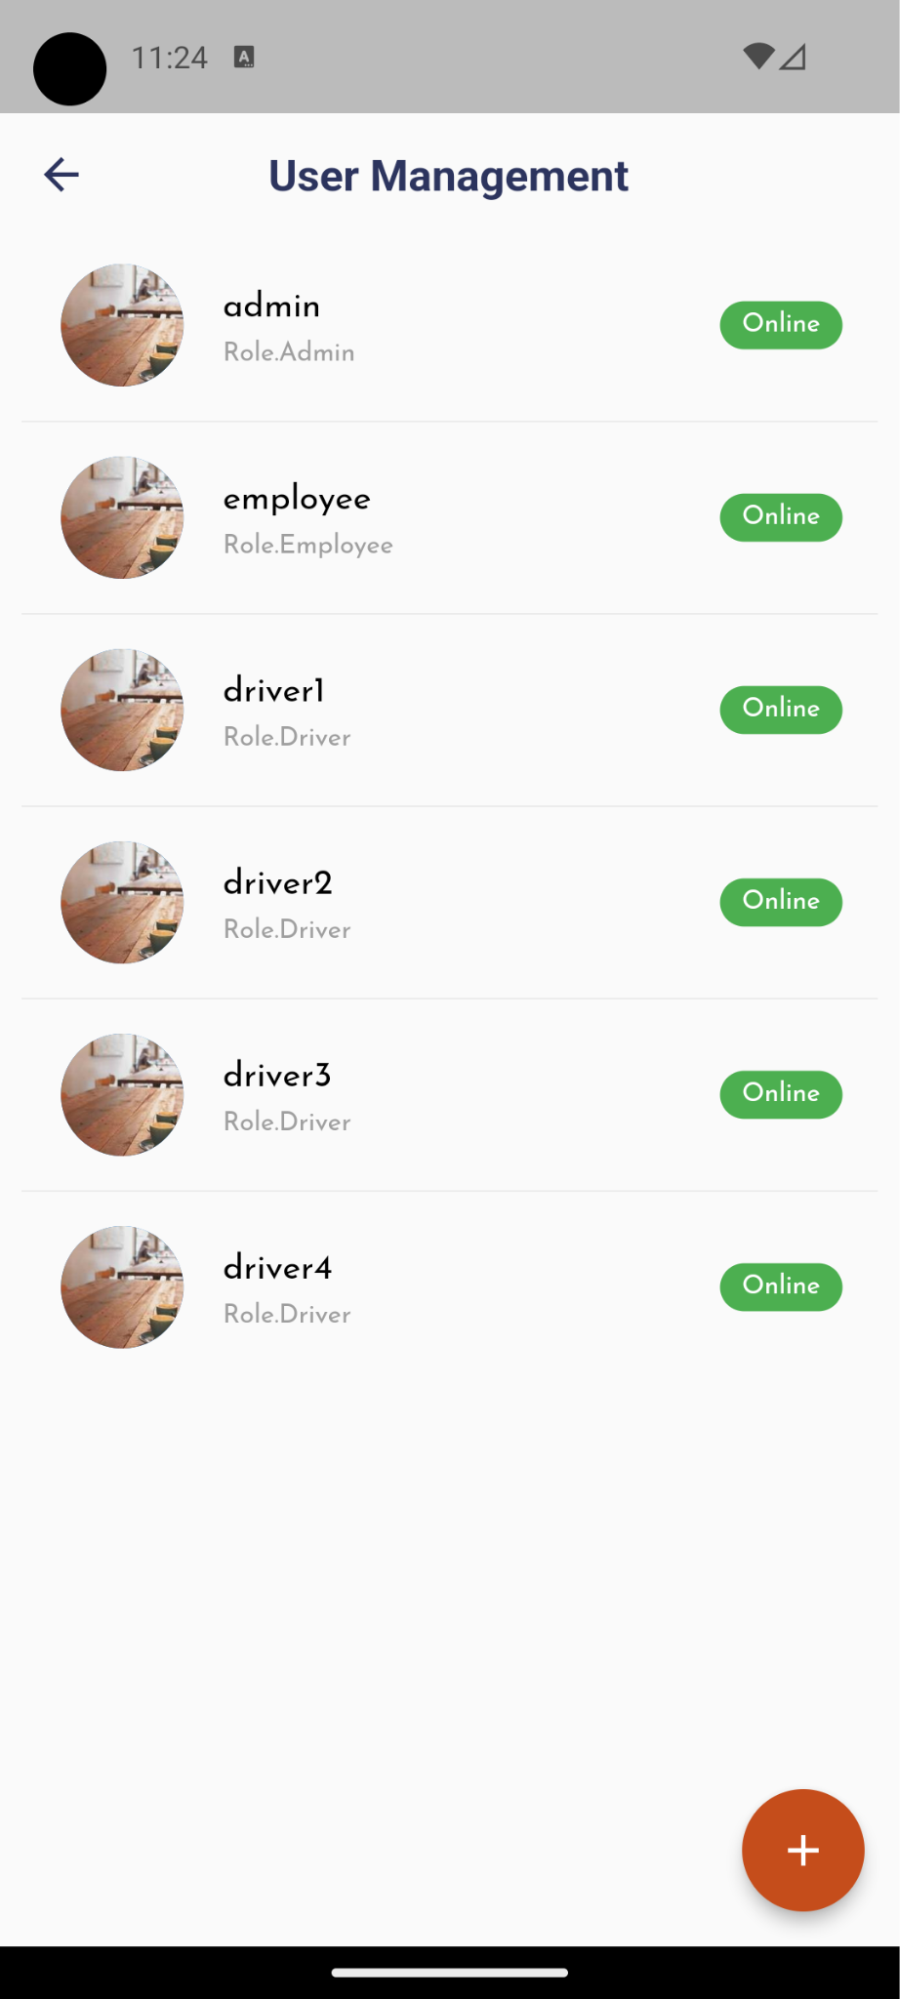 11:24
User Management
admin
Role.Admin
Online
employee
Role.Employee
Online
driver1
Role.Driver
Online
driver2
Role.Driver
Online
driver3
Role.Driver
Online
driver4
Role.Driver
Online